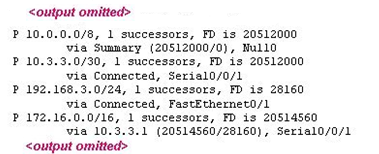 <output omitted>
P 10.0.0.0/8, 1 successors, FD is 20512000
via Summary (20512000/0), Null0
P 10.3.3.0/30, 1 successors, FD is 20512000
via Connected, Serial0/0/1
P 192.168.3.0/24, 1 successors, FD is 28160
via Connected, FastEthernet0/1
P 172.16.0.0/16, 1 successors, FD is 20514560
via 10.3.3.1 (20514560/28160), Serial0/0/1
<output omitted>